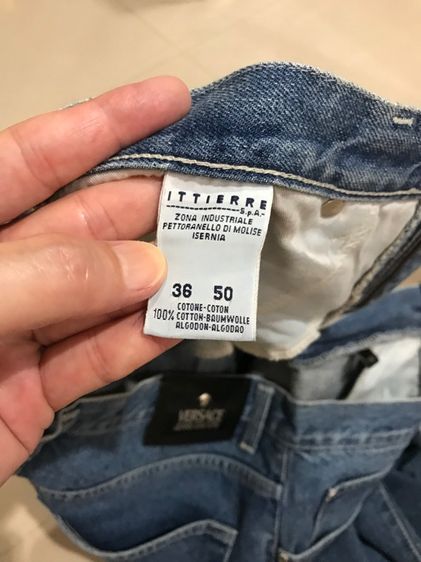 ITTIERRE
S.p.A.-
ZONA INDUSTRIALE
PETTORANELLO DI MOLISE
ISERNIA
36 50
COTONE-COTON
100% COTTON-BAUMWOLLE
ALGODON-ALGODAO
VERSACE